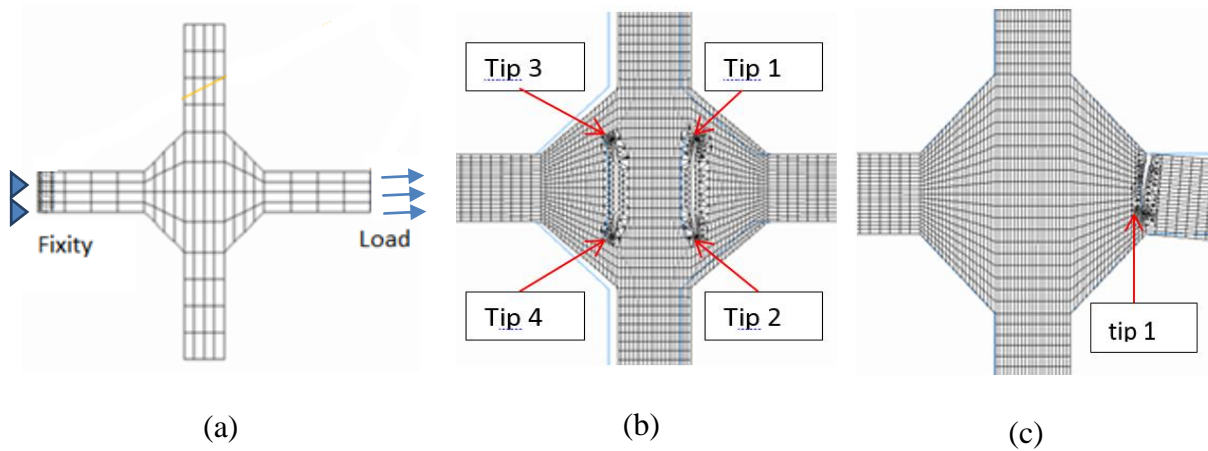 Tip 3
Tip 1
Fixity
Load
Tip 4
Tip 2
tip 1
(a)
(b)
(c)